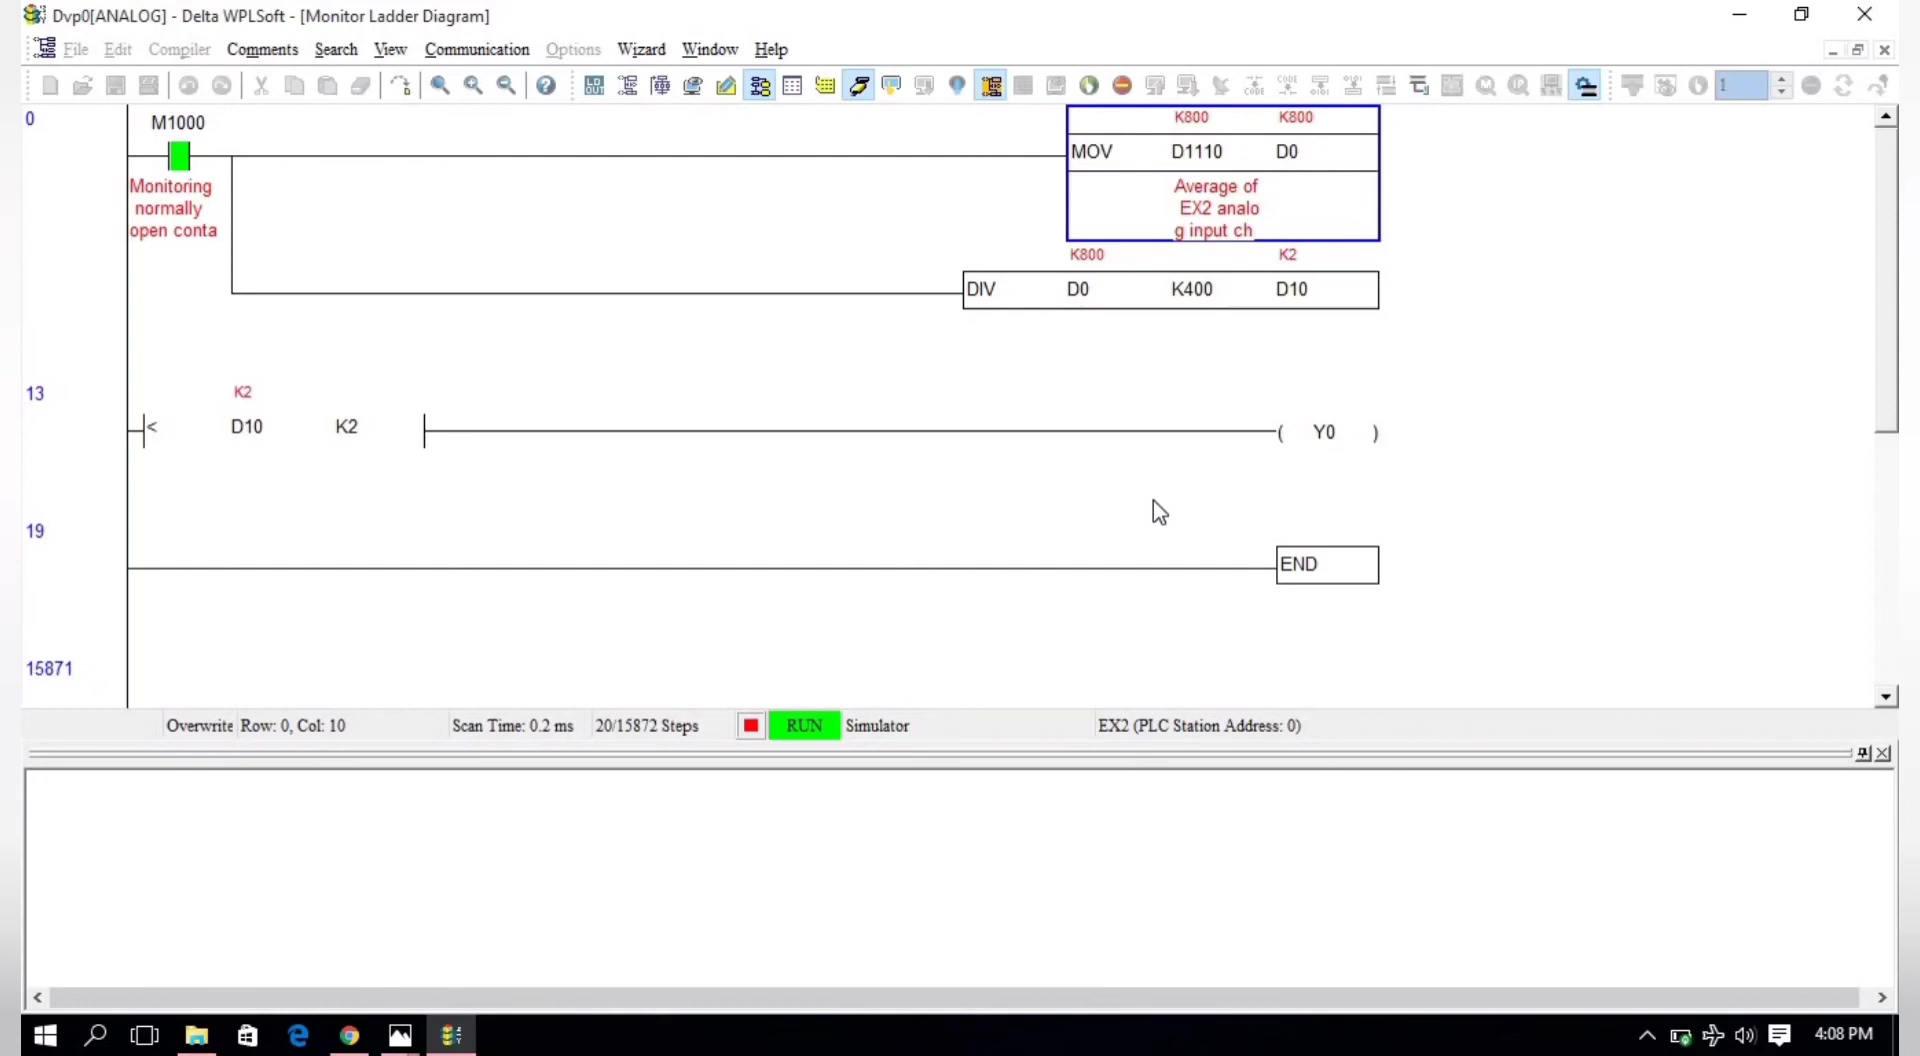 Dvp0[ANALOG] - Delta WPLSoft - [Monitor Ladder Diagram]
File Edit Compiler Comments Search View Communication Options Wizard Window Help
1
0
M1000
K800 K800
MOV D1110 D0
Monitoring
normally
open conta
Average of
EX2 analo
g input ch
K800 K2
DIV D0 K400 D10
13
K2
< D10 K2
( Y0 )
19
END
15871
Overwrite Row: 0, Col: 10 Scan Time: 0.2 ms 20/15872 Steps RUN Simulator EX2 (PLC Station Address: 0)
4:08 PM